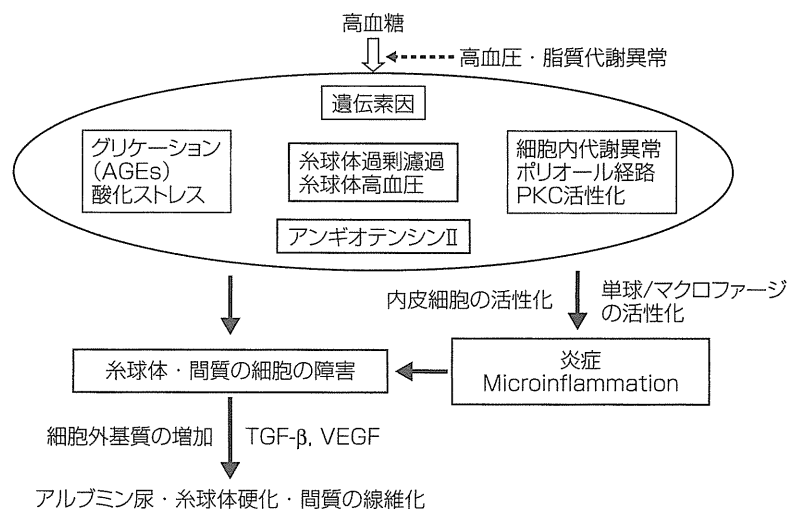 高血糖
高血圧・脂質代謝異常
遺伝素因
グリケーション
(AGEs)
酸化ストレス
糸球体過剰濾過
糸球体高血圧
細胞内代謝異常
ポリオール経路
PKC活性化
アンギオテンシンⅡ
内皮細胞の活性化
単球/マクロファージ
の活性化
糸球体・間質の細胞の障害
炎症
Microinflammation
細胞外基質の増加
TGF-β, VEGF
アルブミン尿・糸球体硬化・間質の線維化